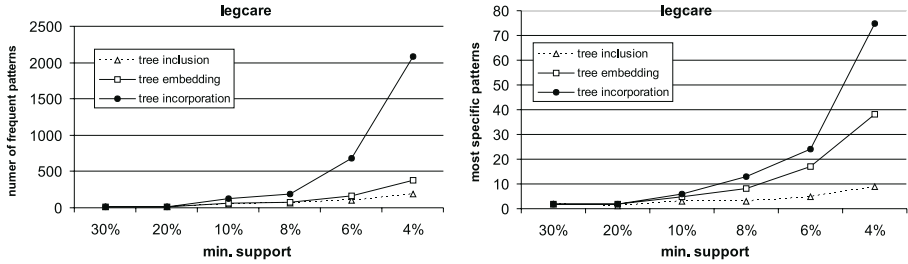 legcare
2500
2000
1500
1000
500
0
numer of frequent patterns
tree inclusion
tree embedding
tree incorporation
30% 20% 10% 8% 6% 4%
min. support
legcare
80
70
60
50
40
30
20
10
0
most specific patterns
tree inclusion
tree embedding
tree incorporation
30% 20% 10% 8% 6% 4%
min. support